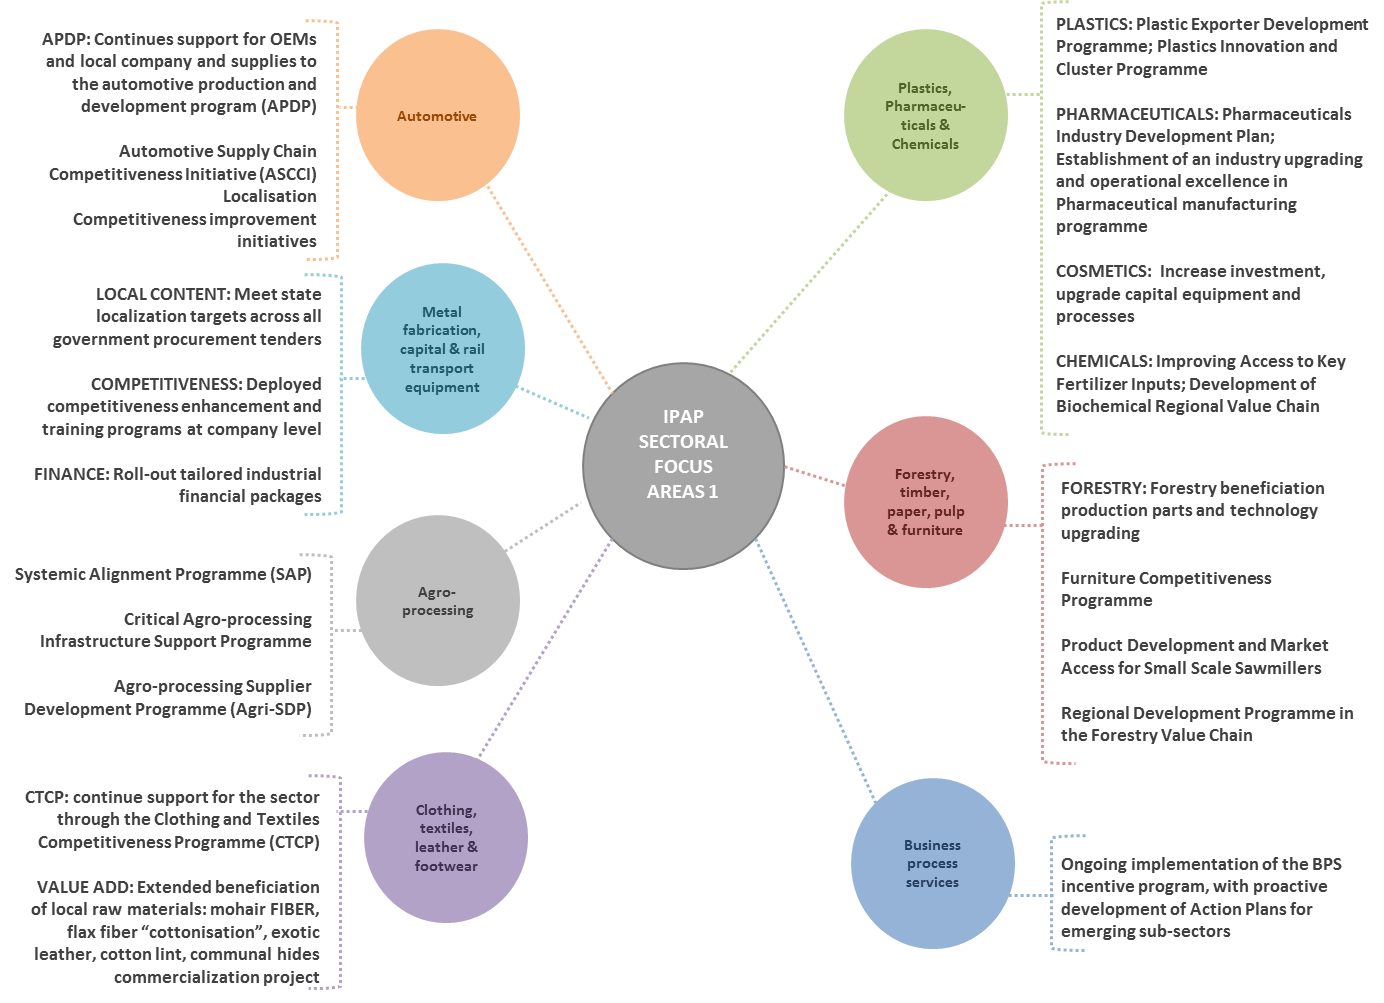 APDP: Continues support for OEMs
and local company and supplies to
the automotive production and
development program (APDP)
Automotive Supply Chain
Competitiveness Initiative (ASCCI)
Localisation
Competitiveness improvement
initiatives
Automotive
LOCAL CONTENT: Meet state
localization targets across all
government procurement tenders
COMPETITIVENESS: Deployed
competitiveness enhancement and
training programs at company level
FINANCE: Roll-out tailored industrial
financial packages
Metal
fabrication,
capital & rail
transport
equipment
Systemic Alignment Programme (SAP)
Critical Agro-processing
Infrastructure Support Programme
Agro-processing Supplier
Development Programme (Agri-SDP)
Agro-
processing
CTCP: continue support for the sector
through the Clothing and Textiles
Competitiveness Programme (CTCP)
VALUE ADD: Extended beneficiation
of local raw materials: mohair FIBER,
flax fiber “cottonisation”, exotic
leather, cotton lint, communal hides
commercialization project
Clothing,
textiles,
leather &
footwear
IPAP
SECTORAL
FOCUS
AREAS 1
Plastics,
Pharmaceu-
ticals &
Chemicals
PLASTICS: Plastic Exporter Development
Programme; Plastics Innovation and
Cluster Programme
PHARMACEUTICALS: Pharmaceuticals
Industry Development Plan;
Establishment of an industry upgrading
and operational excellence in
Pharmaceutical manufacturing
programme
COSMETICS:  Increase investment,
upgrade capital equipment and
processes
CHEMICALS: Improving Access to Key
Fertilizer Inputs; Development of
Biochemical Regional Value Chain
Forestry,
timber,
paper, pulp
& furniture
FORESTRY: Forestry beneficiation
production parts and technology
upgrading
Furniture Competitiveness
Programme
Product Development and Market
Access for Small Scale Sawmillers
Regional Development Programme in
the Forestry Value Chain
Business
process
services
Ongoing implementation of the BPS
incentive program, with proactive
development of Action Plans for
emerging sub-sectors